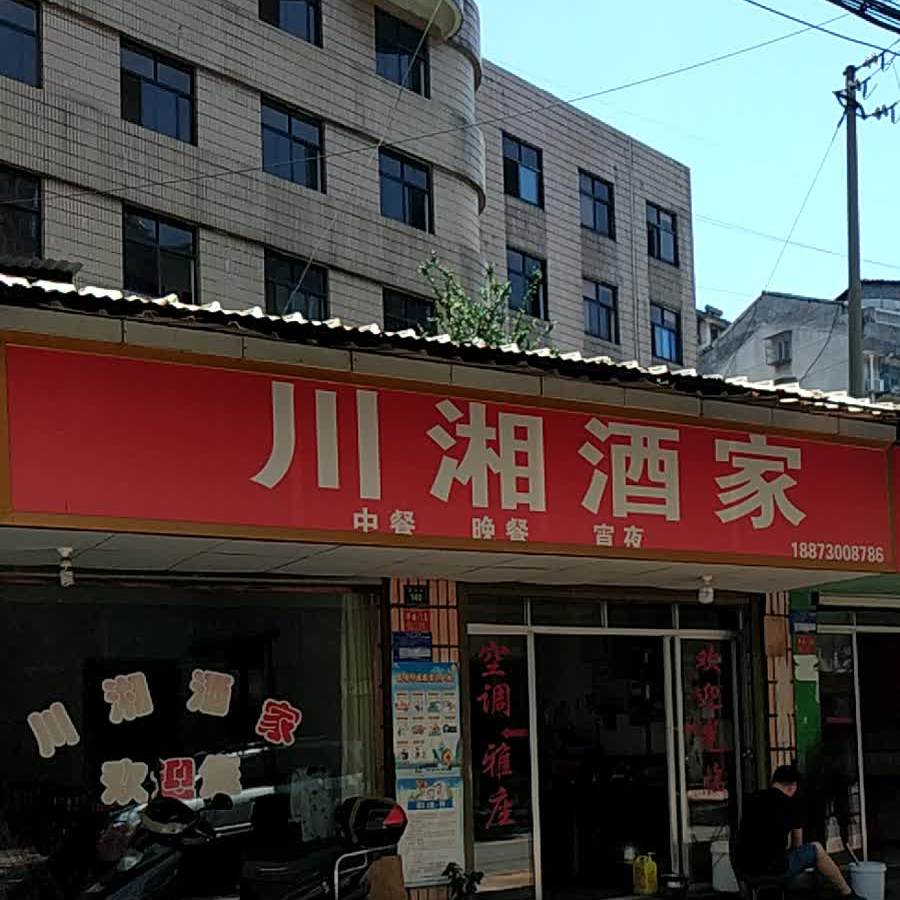 川湘酒家
中餐 晚餐 宵夜
18873008786
川湘酒家
欢迎您
空调雅座
欢迎光临